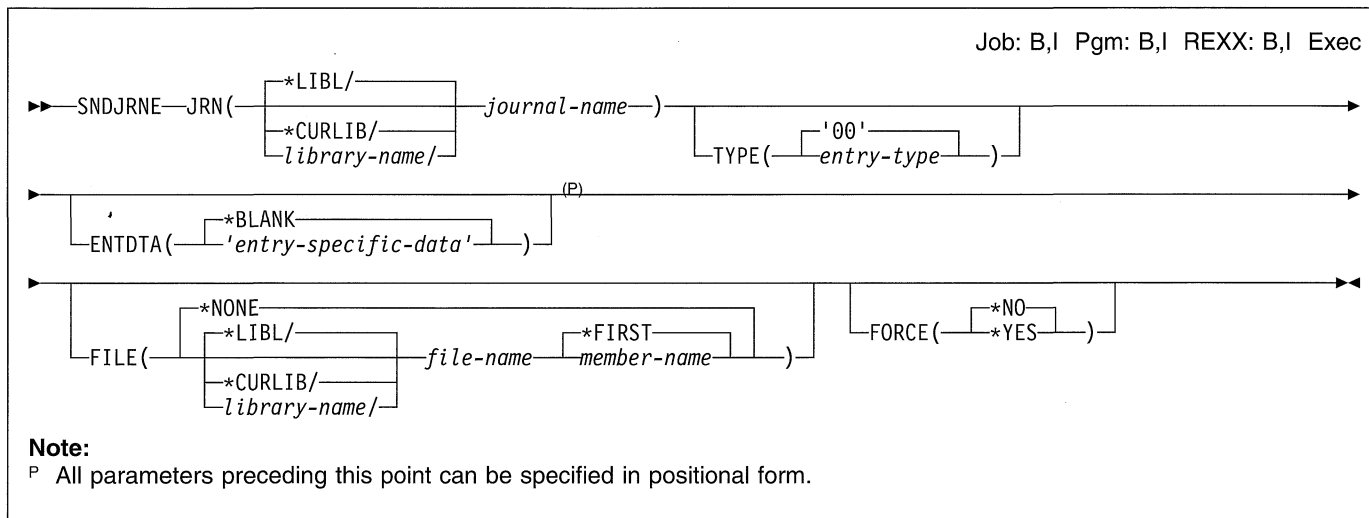 Job: B,I Pgm: B,I REXX: B,I Exec
*LIBL/
SNDJRNE JRN( journal-name )
*CURLIB/
library-name/
'00'
TYPE( entry-type )
(P)
*BLANK
ENTDTA( 'entry-specific-data' )
*NONE
*LIBL/ *FIRST
FILE( file-name member-name )
*CURLIB/
library-name/
*NO
FORCE( *YES )
Note:
P All parameters preceding this point can be specified in positional form.